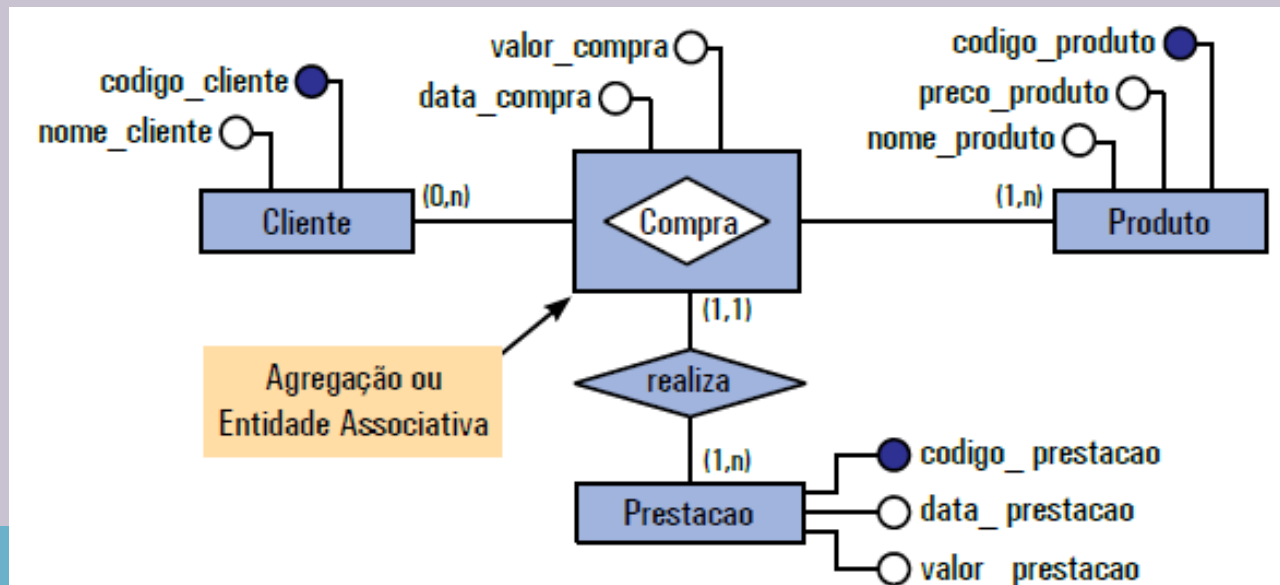 valor_compra
codigo_produto
codigo_cliente
data_compra
preco_produto
nome_cliente
nome_produto
(0,n)
(1,n)
Cliente
Compra
Produto
(1,1)
Agregação ou
Entidade Associativa
realiza
(1,n)
codigo_ prestacao
Prestacao
data_ prestacao
valor_ prestacao